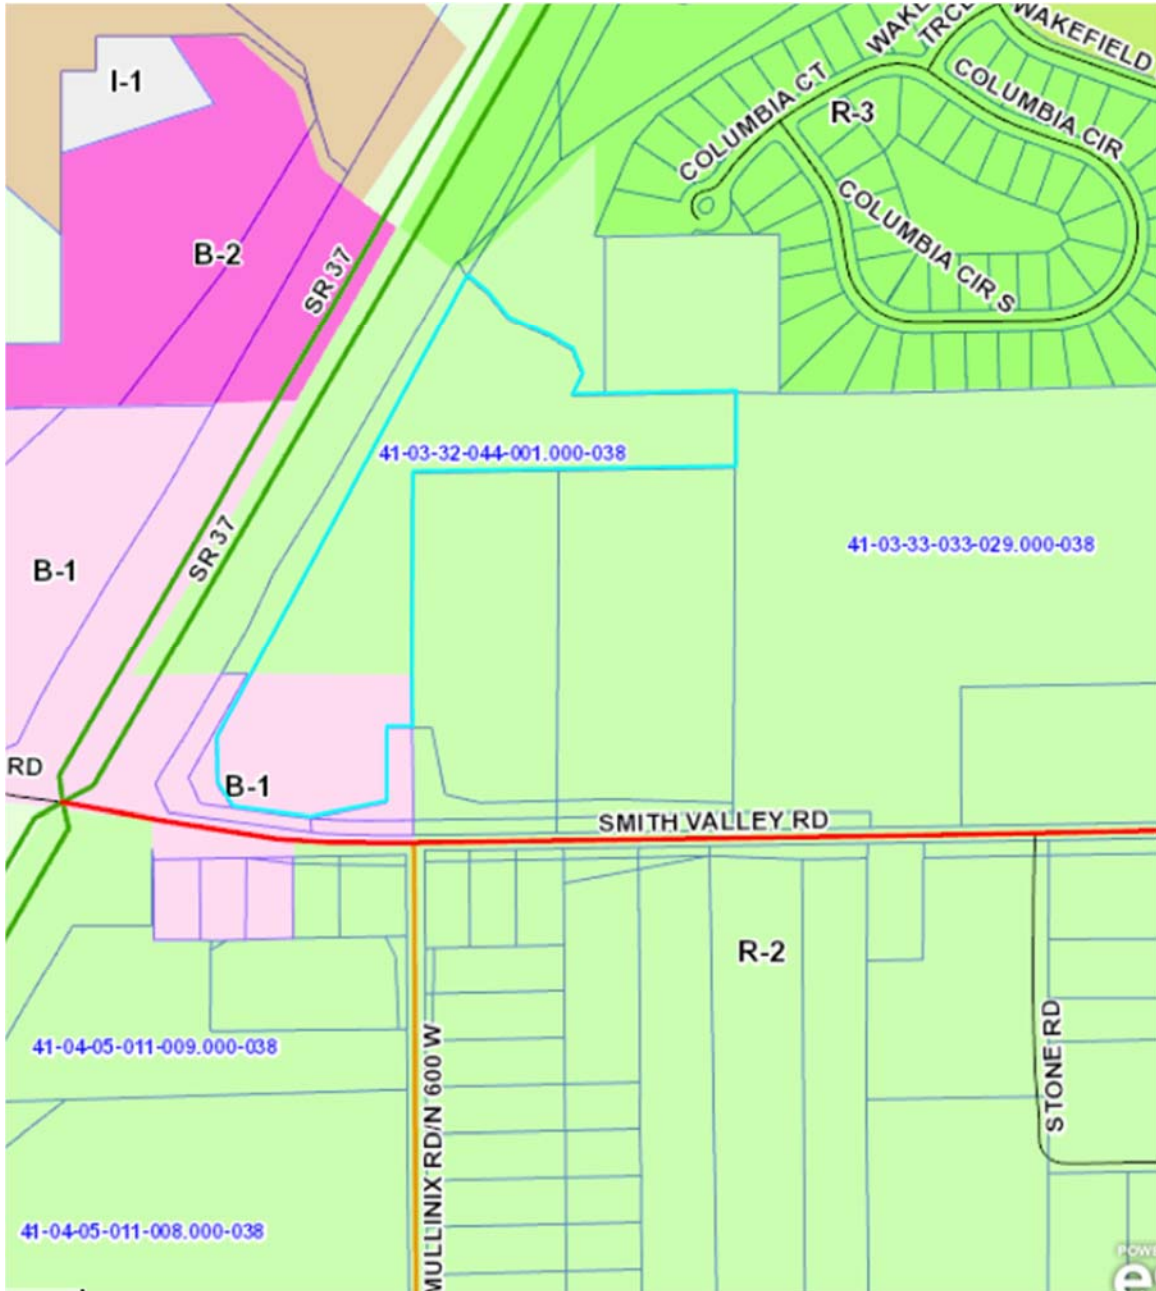 WAKEFIELD
TRCE
COLUMBIA CT
COLUMBIA CIR
I-1
R-3
COLUMBIA CIR S
B-2
SR 37
41-03-32-044-001.000-038
SR 37
41-03-33-033-029.000-038
B-1
RD
B-1
SMITH VALLEY RD
R-2
41-04-05-011-009.000-038
MULLINIX RD/N 600 W
STONE RD
41-04-05-011-008.000-038